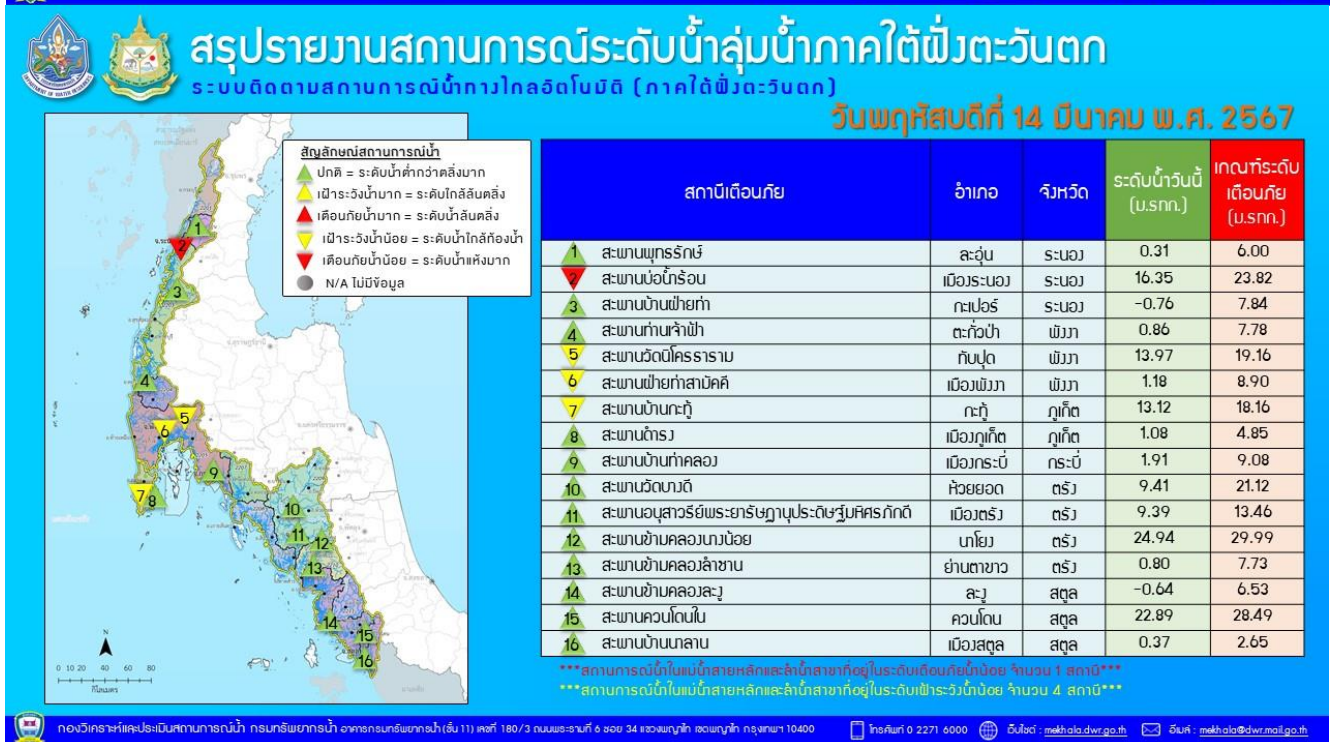 สรุปรายงานสถานการณ์ระดับน้ำลุ่มน้ำภาคใต้ฝั่งตะวันตก
ระบบติดตามสถานการณ์น้ำทางไกลอัตโนมัติ (ภาคใต้ฝั่งตะวันตก)
วันพฤหัสบดีที่ 14 มีนาคม พ.ศ. 2567
สัญลักษณ์สถานการณ์น้ำ
ปกติ = ระดับน้ำต่ำกว่าตลิ่งมาก
เฝ้าระวังน้ำมาก = ระดับใกล้ล้นตลิ่ง
เตือนภัยน้ำมาก = ระดับน้ำล้นตลิ่ง
เฝ้าระวังน้ำน้อย = ระดับน้ำใกล้ท้องน้ำ
เตือนภัยน้ำน้อย = ระดับน้ำแห้งมาก
N/A ไม่มีข้อมูล
1
2
3
4
5
6
7 8
9
10
11 12
13
14
15
16
N
0 10 20 40 60 80
กิโลเมตร
สถานีเตือนภัย อำเภอ จังหวัด ระดับน้ำวันนี้ (ม.รทก.) เกณฑ์ระดับเตือนภัย (ม.รทก.)
1 สะพานพุทธรักษ์ ละอุ่น ระนอง 0.31 6.00
2 สะพานบ่อน้ำร้อน เมืองระนอง ระนอง 16.35 23.82
3 สะพานบ้านฝ่ายท่า กะเปอร์ ระนอง -0.76 7.84
4 สะพานท่านเจ้าฟ้า ตะกั่วป่า พังงา 0.86 7.78
5 สะพานวัดนิโครธาราม ทับปุด พังงา 13.97 19.16
6 สะพานฝ่ายท่าสามัคคี เมืองพังงา พังงา 1.18 8.90
7 สะพานบ้านกะทู้ กะทู้ ภูเก็ต 13.12 18.16
8 สะพานดำรง เมืองภูเก็ต ภูเก็ต 1.08 4.85
9 สะพานบ้านท่าคลอง เมืองกระบี่ กระบี่ 1.91 9.08
10 สะพานวัดบางดี ห้วยยอด ตรัง 9.41 21.12
11 สะพานอนุสาวรีย์พระยารัษฎานุประดิษฐ์มหิศรภักดี เมืองตรัง ตรัง 9.39 13.46
12 สะพานข้ามคลองนางน้อย นาโยง ตรัง 24.94 29.99
13 สะพานข้ามคลองลำชาน ย่านตาขาว ตรัง 0.80 7.73
14 สะพานข้ามคลองละงู ละงู สตูล -0.64 6.53
15 สะพานควนโดนใน ควนโดน สตูล 22.89 28.49
16 สะพานบ้านนาลาน เมืองสตูล สตูล 0.37 2.65
***สถานการณ์น้ำในแม่น้ำสายหลักและลำน้ำสาขาที่อยู่ในระดับเตือนภัยน้ำน้อย จำนวน 1 สถานี***
***สถานการณ์น้ำในแม่น้ำสายหลักและลำน้ำสาขาที่อยู่ในระดับเฝ้าระวังน้ำน้อย จำนวน 4 สถานี***
กองวิเคราะห์และประเมินสถานการณ์น้ำ กรมทรัพยากรน้ำ อาคารกรมทรัพยากรน้ำ (ชั้น 11) เลขที่ 180/3 ถนนพระรามที่ 6 ซอย 34 แขวงพญาไท เขตพญาไท กรุงเทพฯ 10400 โทรศัพท์ 0 2271 6000 เว็บไซต์ : mekhala.dwr.go.th อีเมล์ : mekhala@dwr.mail.go.th